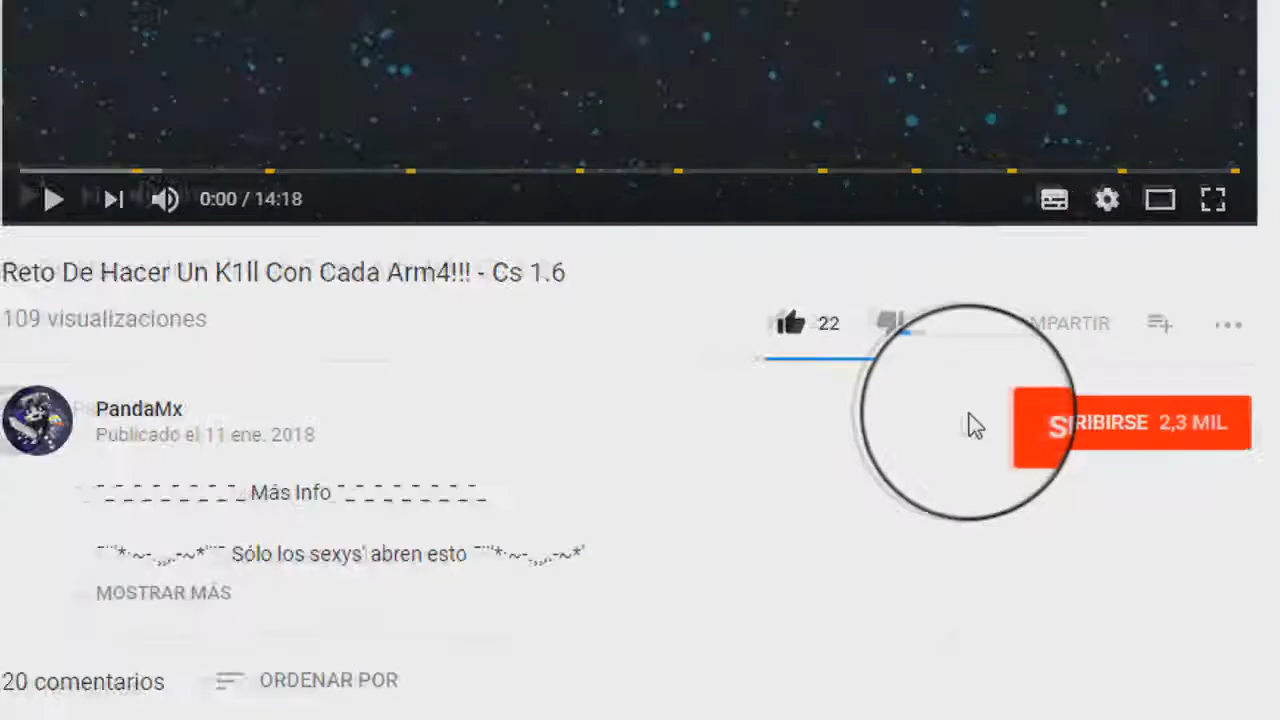 0:00 / 14:18
Reto De Hacer Un K1ll Con Cada Arm4!!! - Cs 1.6
109 visualizaciones
22
MPARTIR
PandaMx
S RIBIRSE 2,3 MIL
Publicado el 11 ene. 2018
Más Info
Sólo los sexys' abren esto
MOSTRAR MÁS
20 comentarios
ORDENAR POR